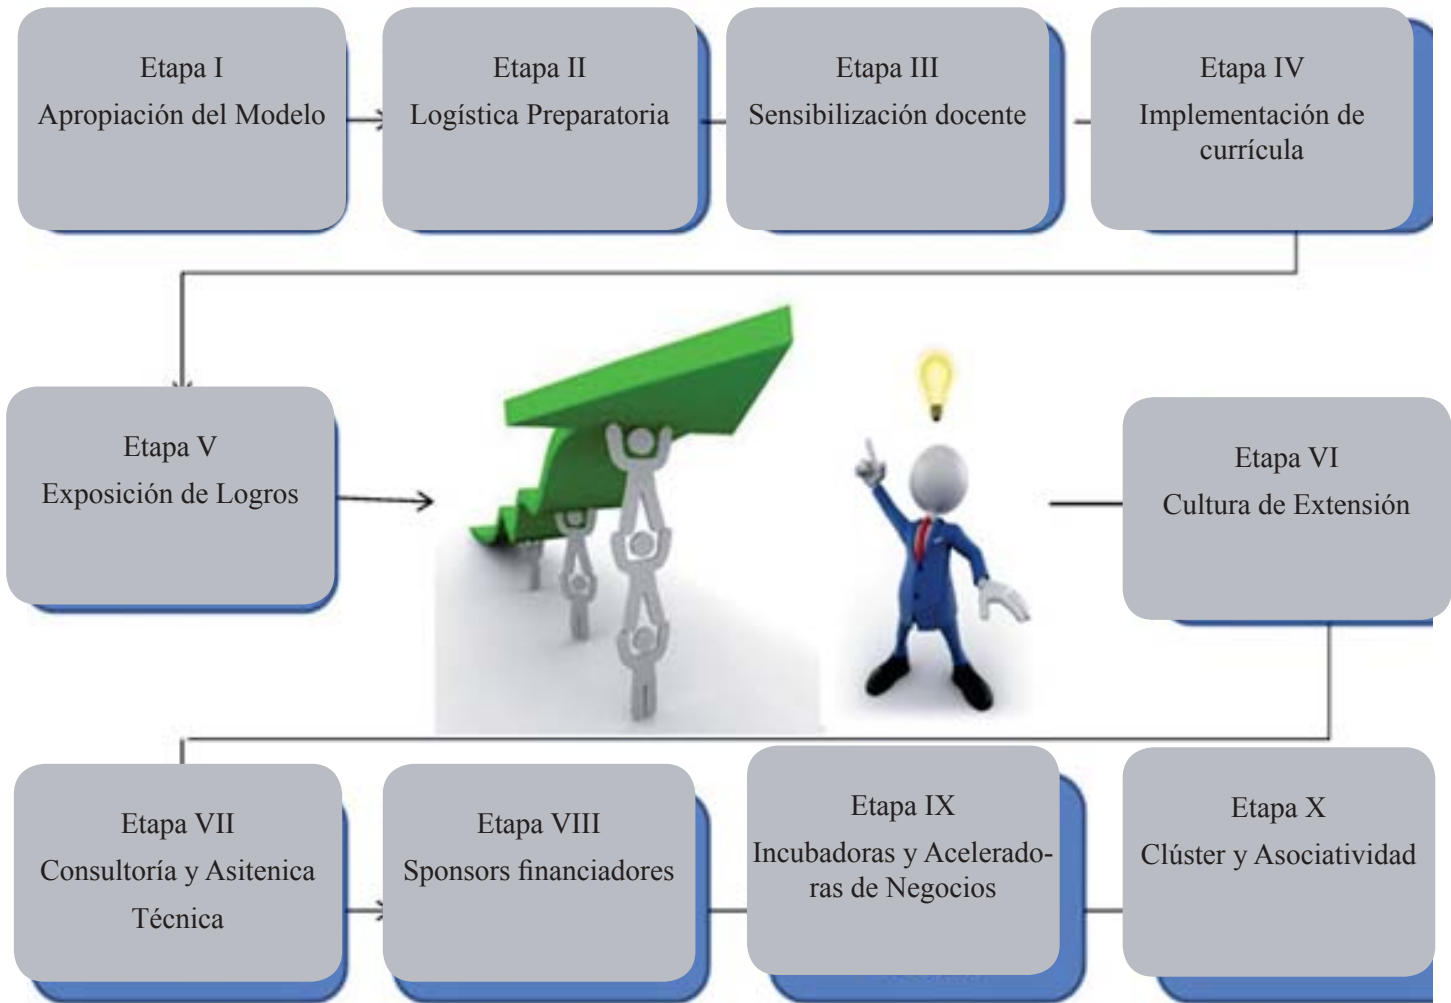 Etapa I
Apropiación del Modelo
Etapa II
Logística Preparatoria
Etapa III
Sensibilización docente
Etapa IV
Implementación de
currícula
Etapa V
Exposición de Logros
Etapa VI
Cultura de Extensión
Etapa VII
Consultoría y Asitenica
Técnica
Etapa VIII
Sponsors financiadores
Etapa IX
Incubadoras y Acelerado-
ras de Negocios
Etapa X
Clúster y Asociatividad